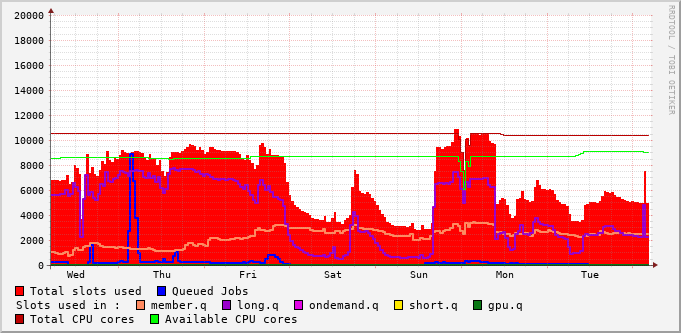 20000
18000
16000
14000
12000
10000
8000
6000
4000
2000
0
Wed Thu Fri Sat Sun Mon Tue
RRDTOOL / TOBI OETIKER
Total slots used Queued Jobs
Slots used in : member.q long.q ondemand.q short.q gpu.q
Total CPU cores Available CPU cores